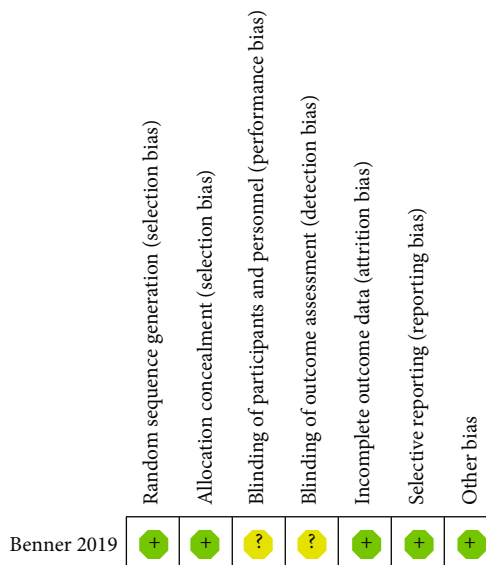 Random sequence generation (selection bias)
Allocation concealment (selection bias)
Blinding of participants and personnel (performance bias)
Blinding of outcome assessment (detection bias)
Incomplete outcome data (attrition bias)
Selective reporting (reporting bias)
Other bias
Benner 2019 + + ? ? + + +